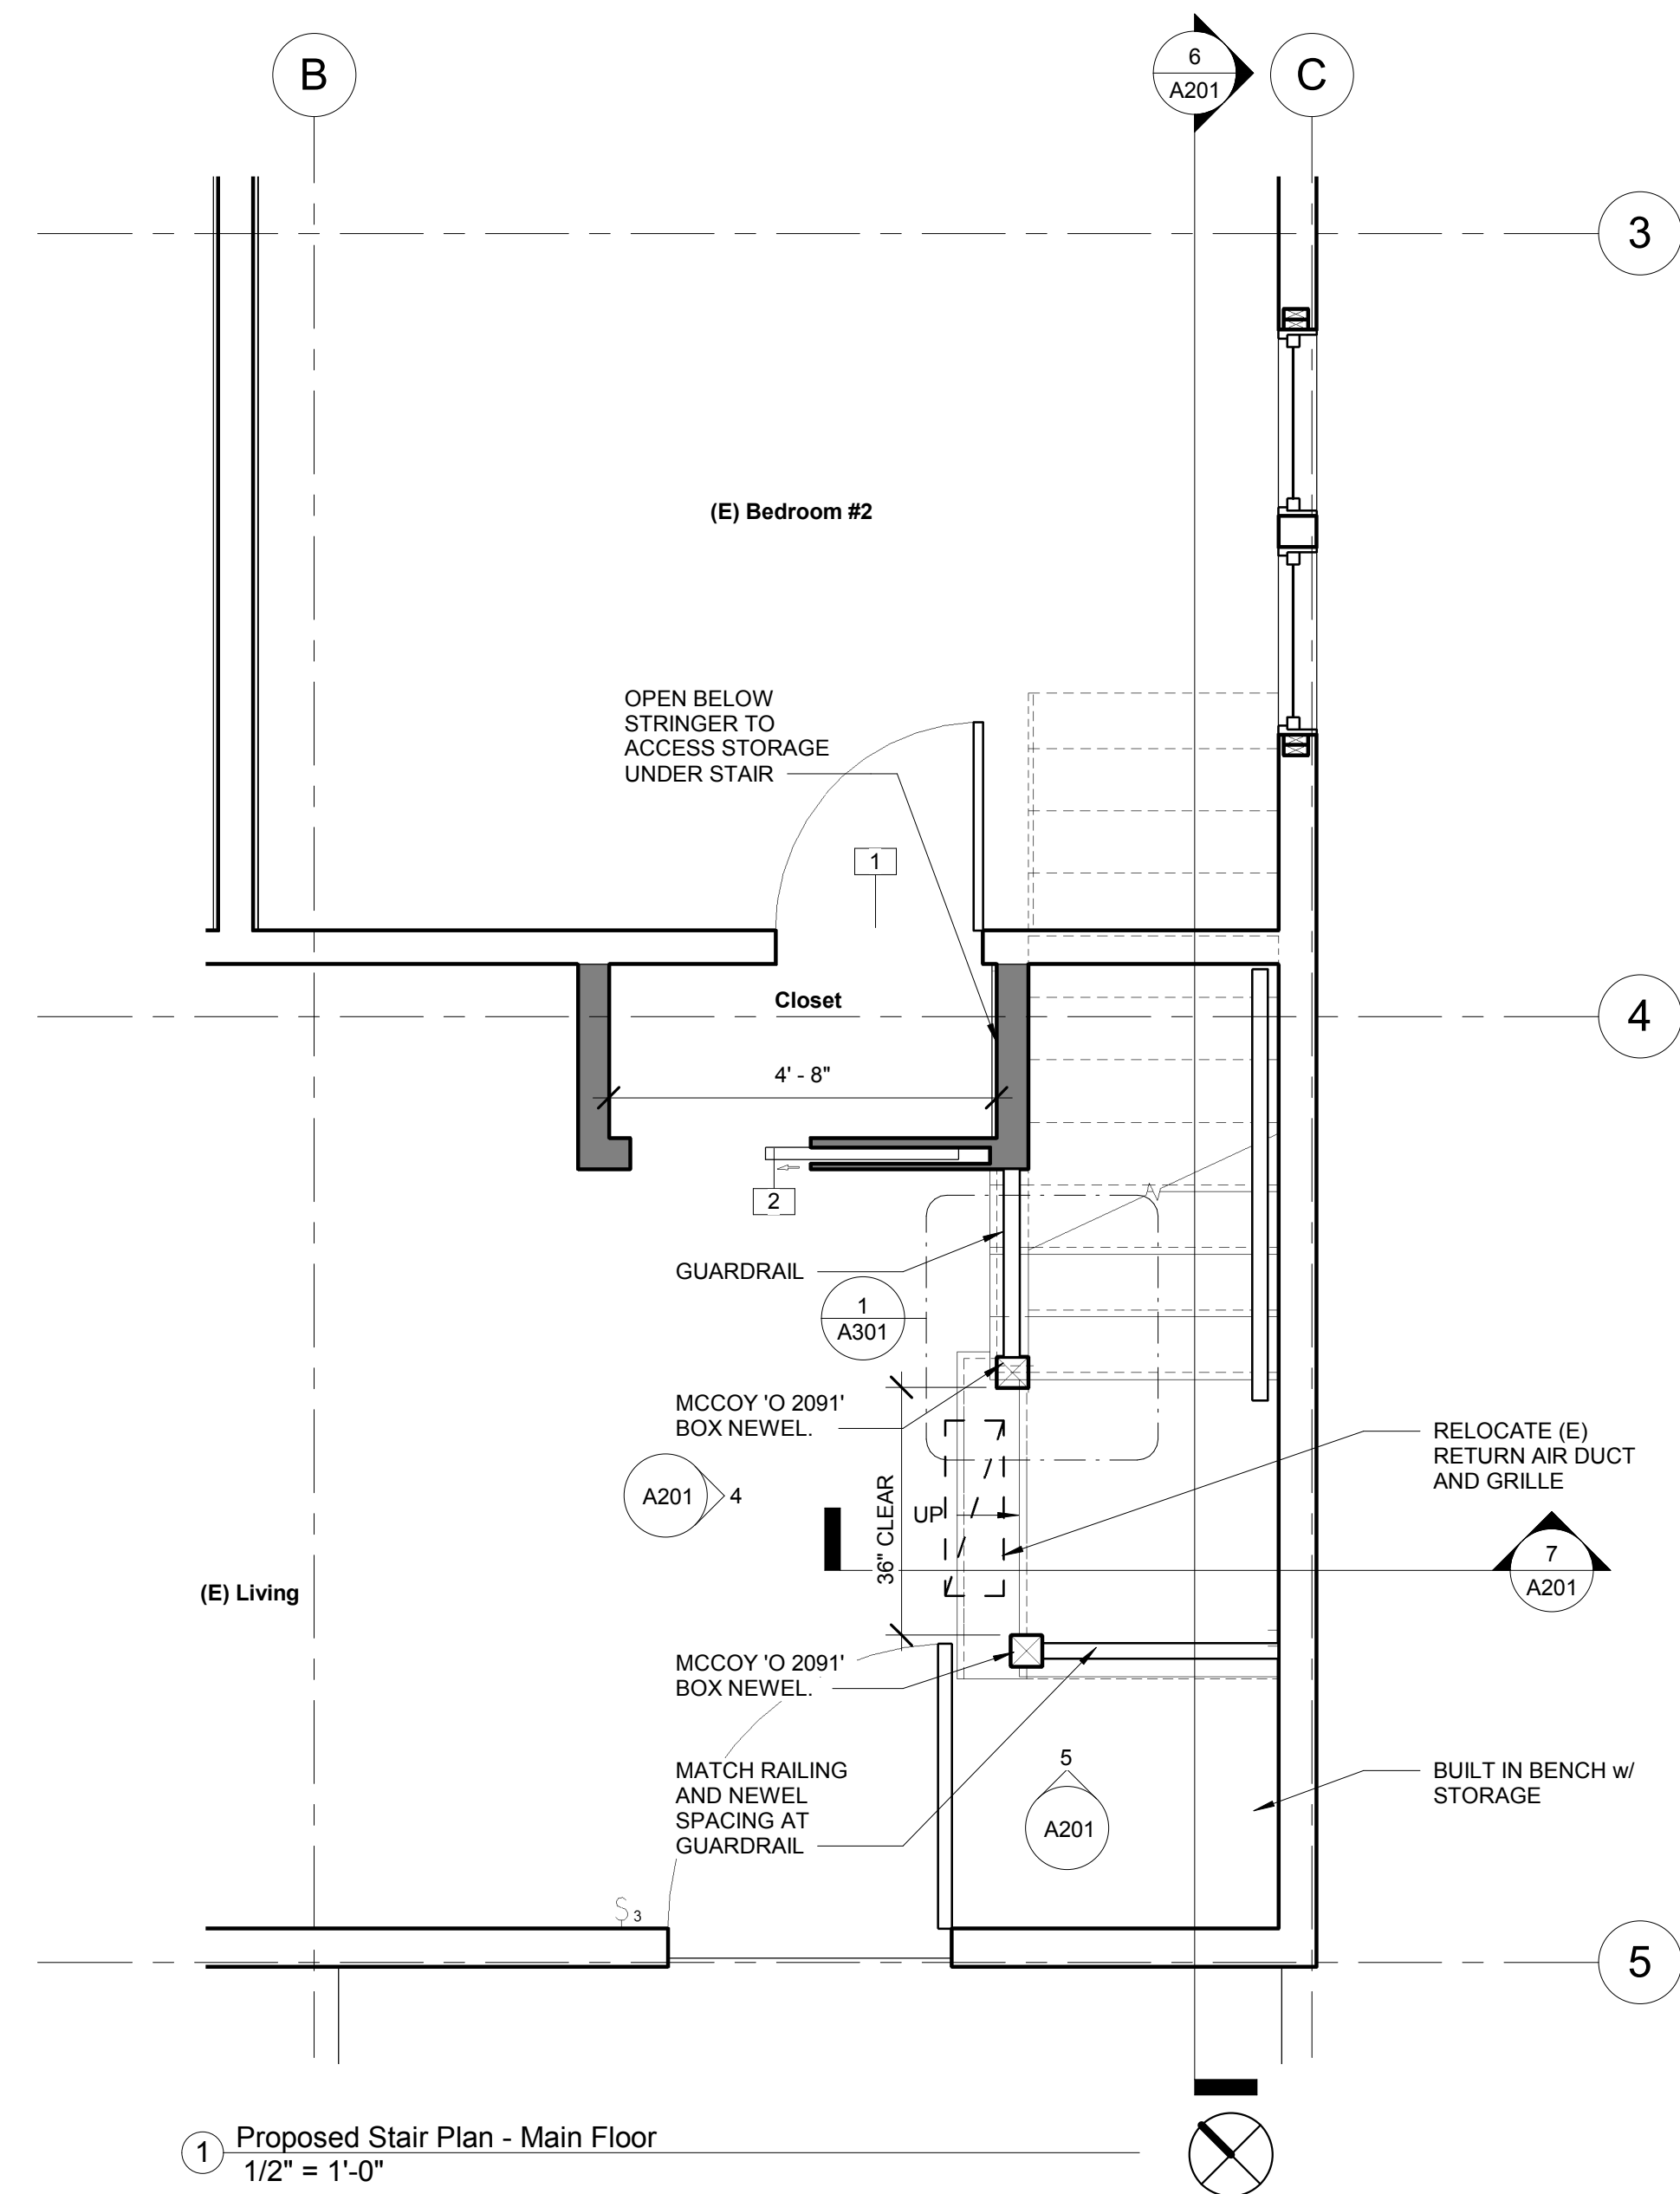 B
6
A201
C
3
(E) Bedroom #2
OPEN BELOW
STRINGER TO
ACCESS STORAGE
UNDER STAIR
1
Closet
4
4' - 8"
2
GUARDRAIL
1
A301
MCCOY 'O 2091'
BOX NEWEL.
RELOCATE (E)
RETURN AIR DUCT
AND GRILLE
A201
4
36" CLEAR
UP
7
A201
(E) Living
MCCOY 'O 2091'
BOX NEWEL.
MATCH RAILING
AND NEWEL
SPACING AT
GUARDRAIL
5
A201
BUILT IN BENCH w/
STORAGE
S 3
5
1
Proposed Stair Plan - Main Floor
1/2" = 1'-0"